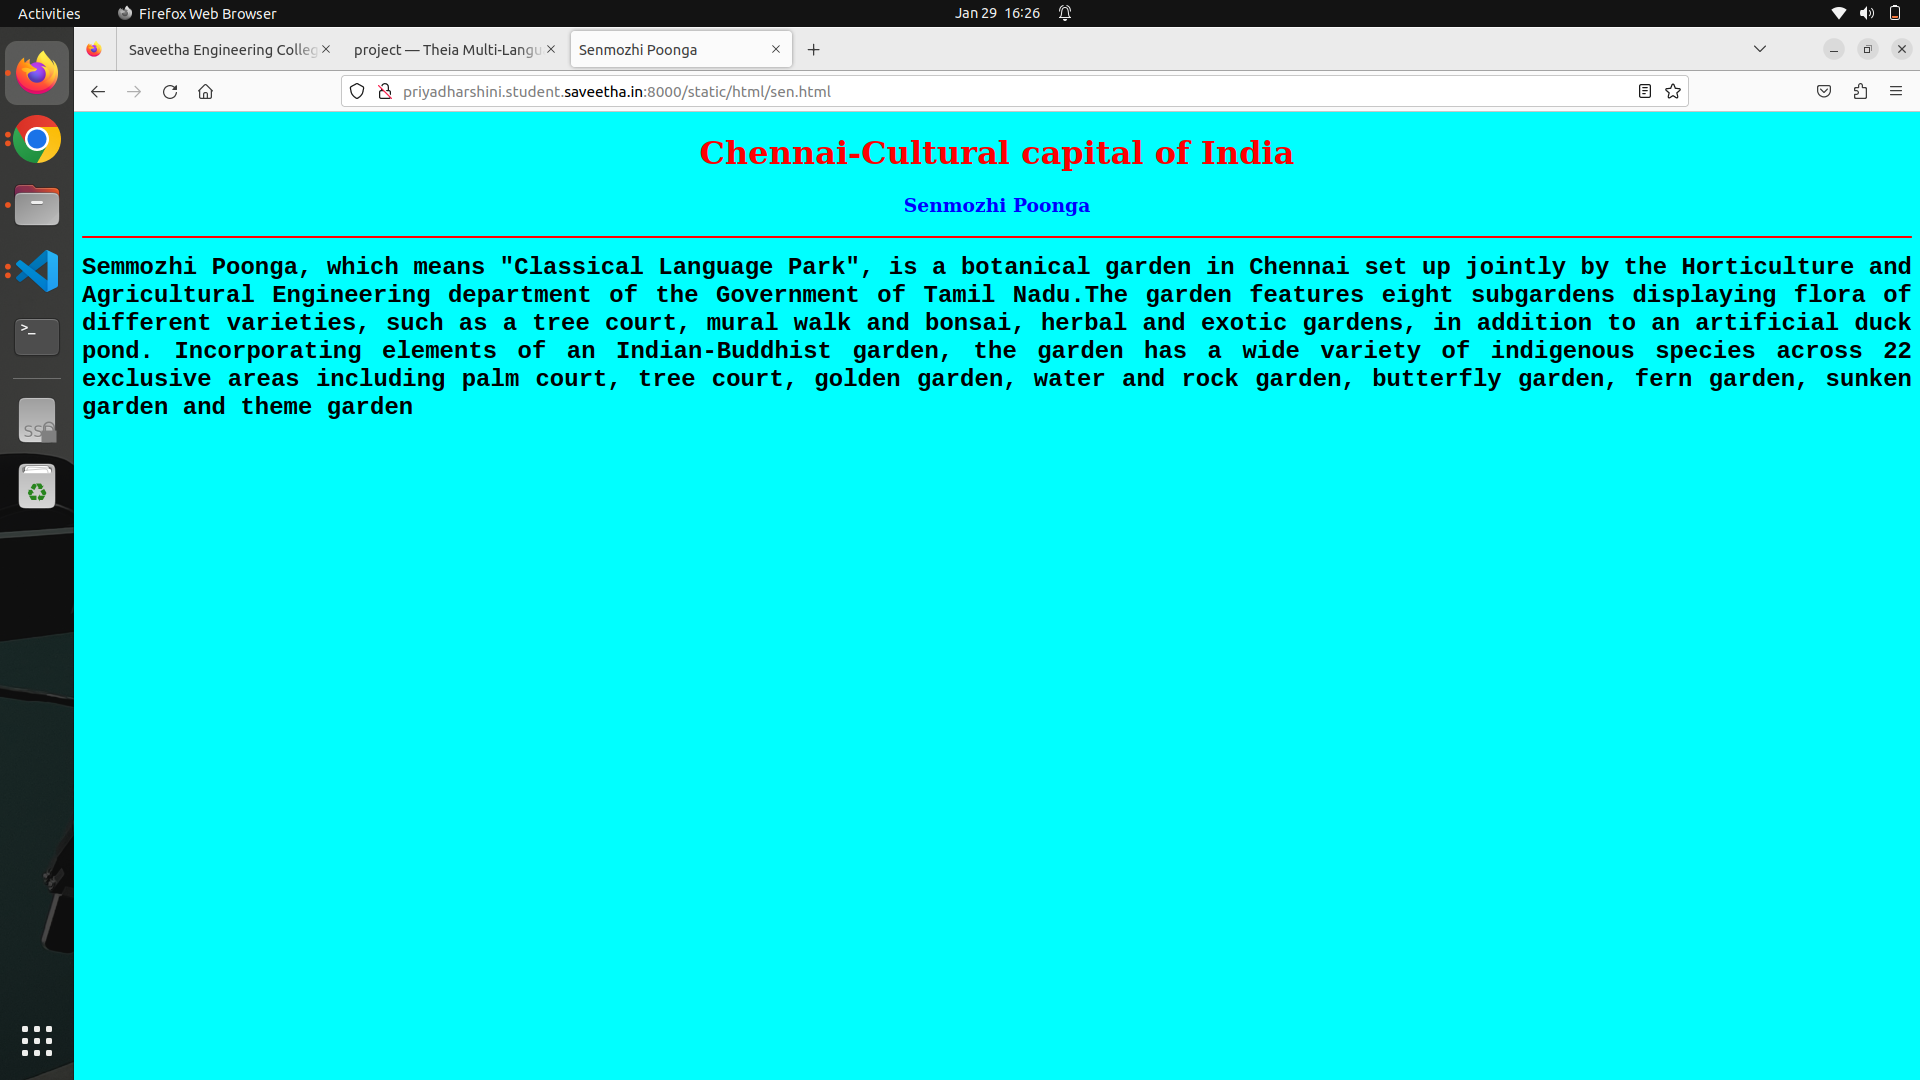 Activities
Firefox Web Browser
Jan 29 16:26
Saveetha Engineering Colleg
project — Theia Multi-Langu
Senmozhi Poonga
priyadharshini.student.saveetha.in:8000/static/html/sen.html
Chennai-Cultural capital of India
Senmozhi Poonga
Semmozhi Poonga, which means "Classical Language Park", is a botanical garden in Chennai set up jointly by the Horticulture and
Agricultural Engineering department of the Government of Tamil Nadu.The garden features eight subgardens displaying flora of
different varieties, such as a tree court, mural walk and bonsai, herbal and exotic gardens, in addition to an artificial duck
pond. Incorporating elements of an Indian-Buddhist garden, the garden has a wide variety of indigenous species across 22
exclusive areas including palm court, tree court, golden garden, water and rock garden, butterfly garden, fern garden, sunken
garden and theme garden